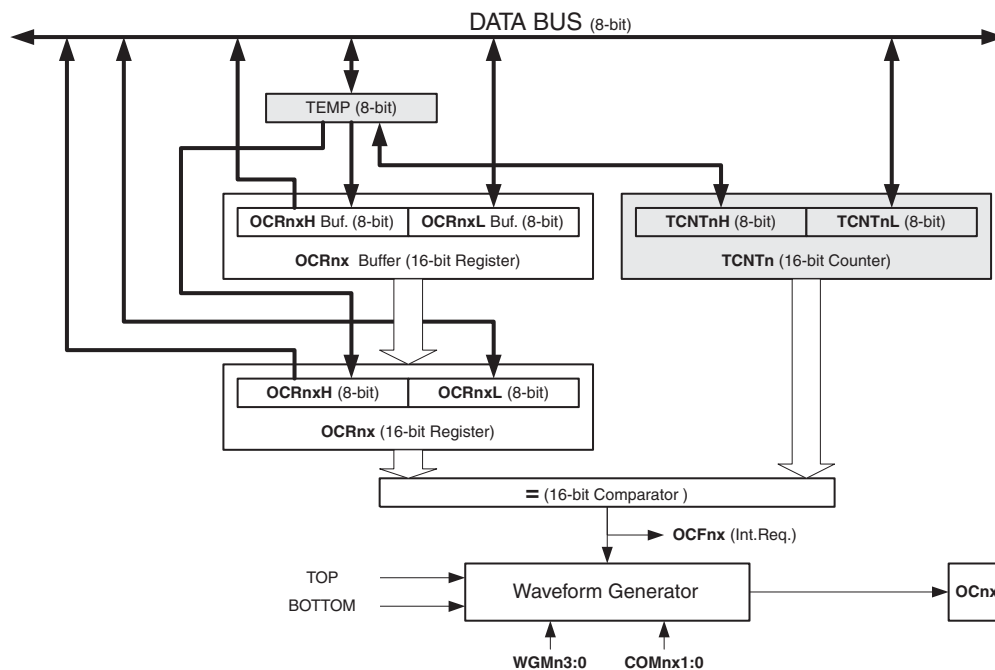 DATA BUS (8-bit)
TEMP (8-bit)
OCRnxH Buf. (8-bit) OCRnxL Buf. (8-bit)
OCRnx Buffer (16-bit Register)
TCNTnH (8-bit) TCNTnL (8-bit)
TCNTn (16-bit Counter)
OCRnxH (8-bit) OCRnxL (8-bit)
OCRnx (16-bit Register)
= (16-bit Comparator )
OCFnx (Int.Req.)
TOP
BOTTOM
Waveform Generator
OCnx
WGMn3:0 COMnx1:0